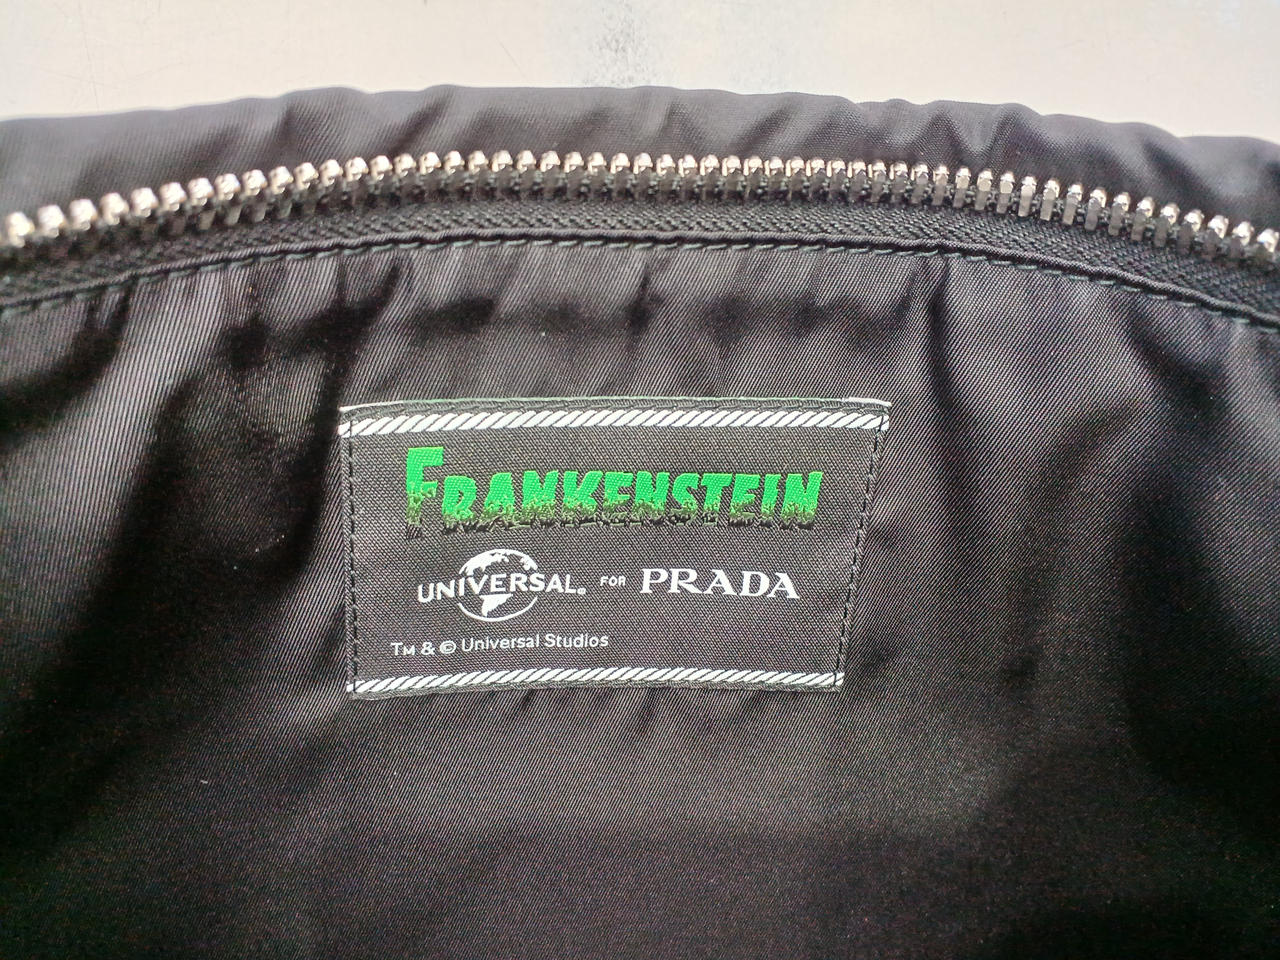 FRANKENSTEIN
UNIVERSAL® FOR PRADA
TM & © Universal Studios